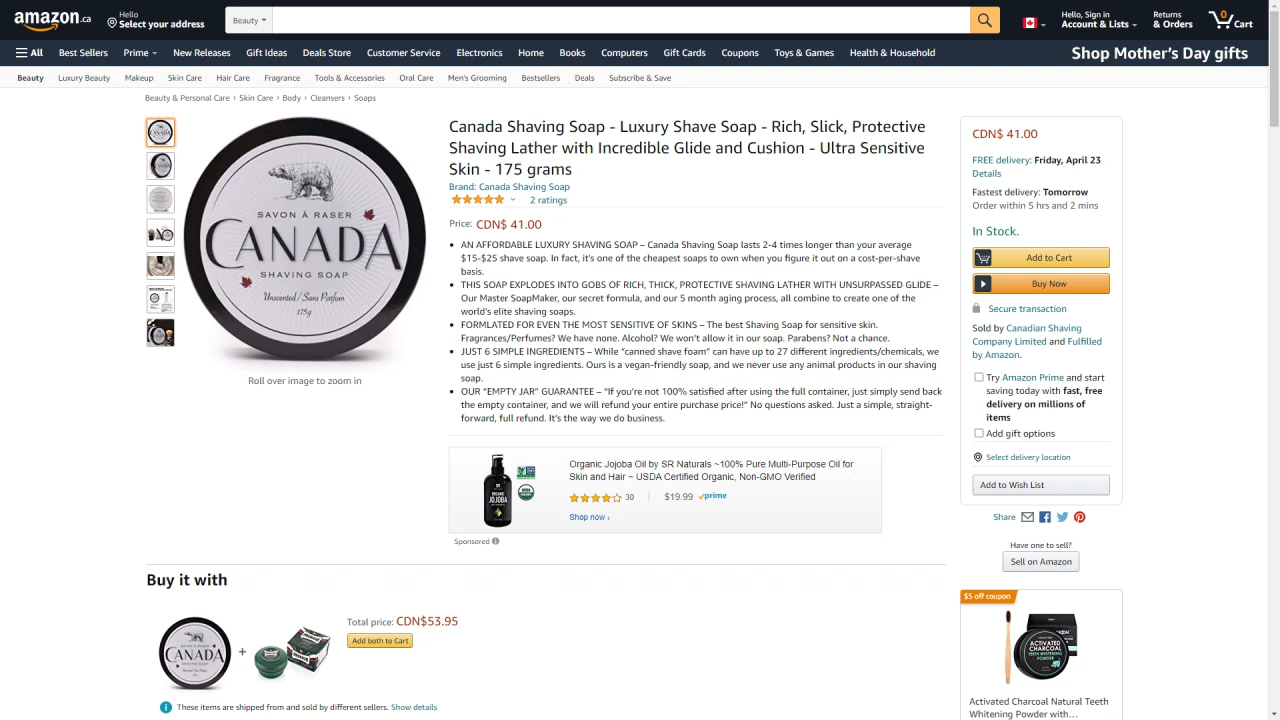 amazon.ca
Hello
Select your address
Beauty
Hello, Sign in
Account & Lists
Returns
& Orders
0
Cart
All
Best Sellers
Prime
New Releases
Gift Ideas
Deals Store
Customer Service
Electronics
Home
Books
Computers
Gift Cards
Coupons
Toys & Games
Health & Household
Shop Mother's Day gifts
Beauty
Luxury Beauty
Makeup
Skin Care
Hair Care
Fragrance
Tools & Accessories
Oral Care
Men's Grooming
Bestsellers
Deals
Subscribe & Save
Beauty & Personal Care › Skin Care › Body › Cleansers › Soaps
SAVON À RASER
CANADA
SHAVING SOAP
Unscented / Sans Parfum
175g
Roll over image to zoom in
Canada Shaving Soap - Luxury Shave Soap - Rich, Slick, Protective
Shaving Lather with Incredible Glide and Cushion - Ultra Sensitive
Skin - 175 grams
Brand: Canada Shaving Soap
2 ratings
Price: CDN$ 41.00
• AN AFFORDABLE LUXURY SHAVING SOAP – Canada Shaving Soap lasts 2-4 times longer than your average
$15-$25 shave soap. In fact, it's one of the cheapest soaps to own when you figure it out on a cost-per-shave
basis.
• THIS SOAP EXPLODES INTO GOBS OF RICH, THICK, PROTECTIVE SHAVING LATHER WITH UNSURPASSED GLIDE –
Our Master SoapMaker, our secret formula, and our 5 month aging process, all combine to create one of the
world's elite shaving soaps.
• FORMLATED FOR EVEN THE MOST SENSITIVE OF SKINS – The best Shaving Soap for sensitive skin.
Fragrances/Perfumes? We have none. Alcohol? We won't allow it in our soap. Parabens? Not a chance.
• JUST 6 SIMPLE INGREDIENTS – While "canned shave foam" can have up to 27 different ingredients/chemicals, we
use just 6 simple ingredients. Ours is a vegan-friendly soap, and we never use any animal products in our shaving
soap.
• OUR "EMPTY JAR" GUARANTEE – "If you're not 100% satisfied after using the full container, just simply send back
the empty container, and we will refund your entire purchase price!" No questions asked. Just a simple, straight-
forward, full refund. It's the way we do business.
ORGANIC
JOJOBA
Organic Jojoba Oil by SR Naturals ~100% Pure Multi-Purpose Oil for
Skin and Hair ~ USDA Certified Organic, Non-GMO Verified
30
$19.99 prime
Shop now ›
Sponsored
CDN$ 41.00
FREE delivery: Friday, April 23
Details
Fastest delivery: Tomorrow
Order within 5 hrs and 2 mins
In Stock.
Add to Cart
Buy Now
Secure transaction
Sold by Canadian Shaving
Company Limited and Fulfilled
by Amazon.
Try Amazon Prime and start
saving today with fast, free
delivery on millions of
items
Add gift options
Select delivery location
Add to Wish List
Share
Have one to sell?
Sell on Amazon
$5 off coupon
ACTIVATED
CHARCOAL
TEETH WHITENING
POWDER
Activated Charcoal Natural Teeth
Whitening Powder with...
Buy it with
CANADA
+
Total price: CDN$53.95
Add both to Cart
These items are shipped from and sold by different sellers. Show details